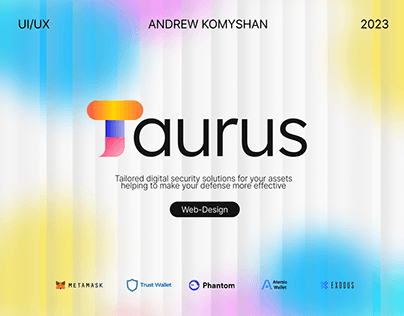 UI/UX ANDREW KOMYSHAN 2023
Taurus
Tailored digital security solutions for your assets
helping to make your defense more effective
Web-Design
METAMASK Trust Wallet Phantom Atomic Wallet EXODUS